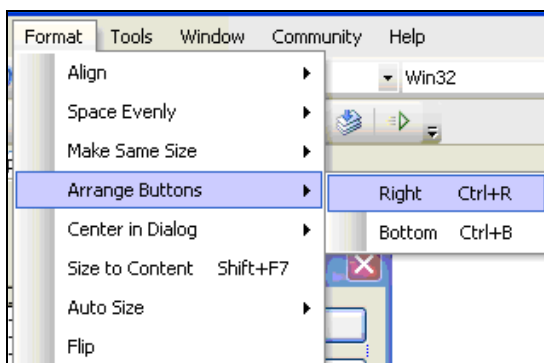 Format Tools Window Community Help
Align
Win32
Space Evenly
Make Same Size
Arrange Buttons
Right Ctrl+R
Center in Dialog
Bottom Ctrl+B
Size to Content Shift+F7
Auto Size
Flip